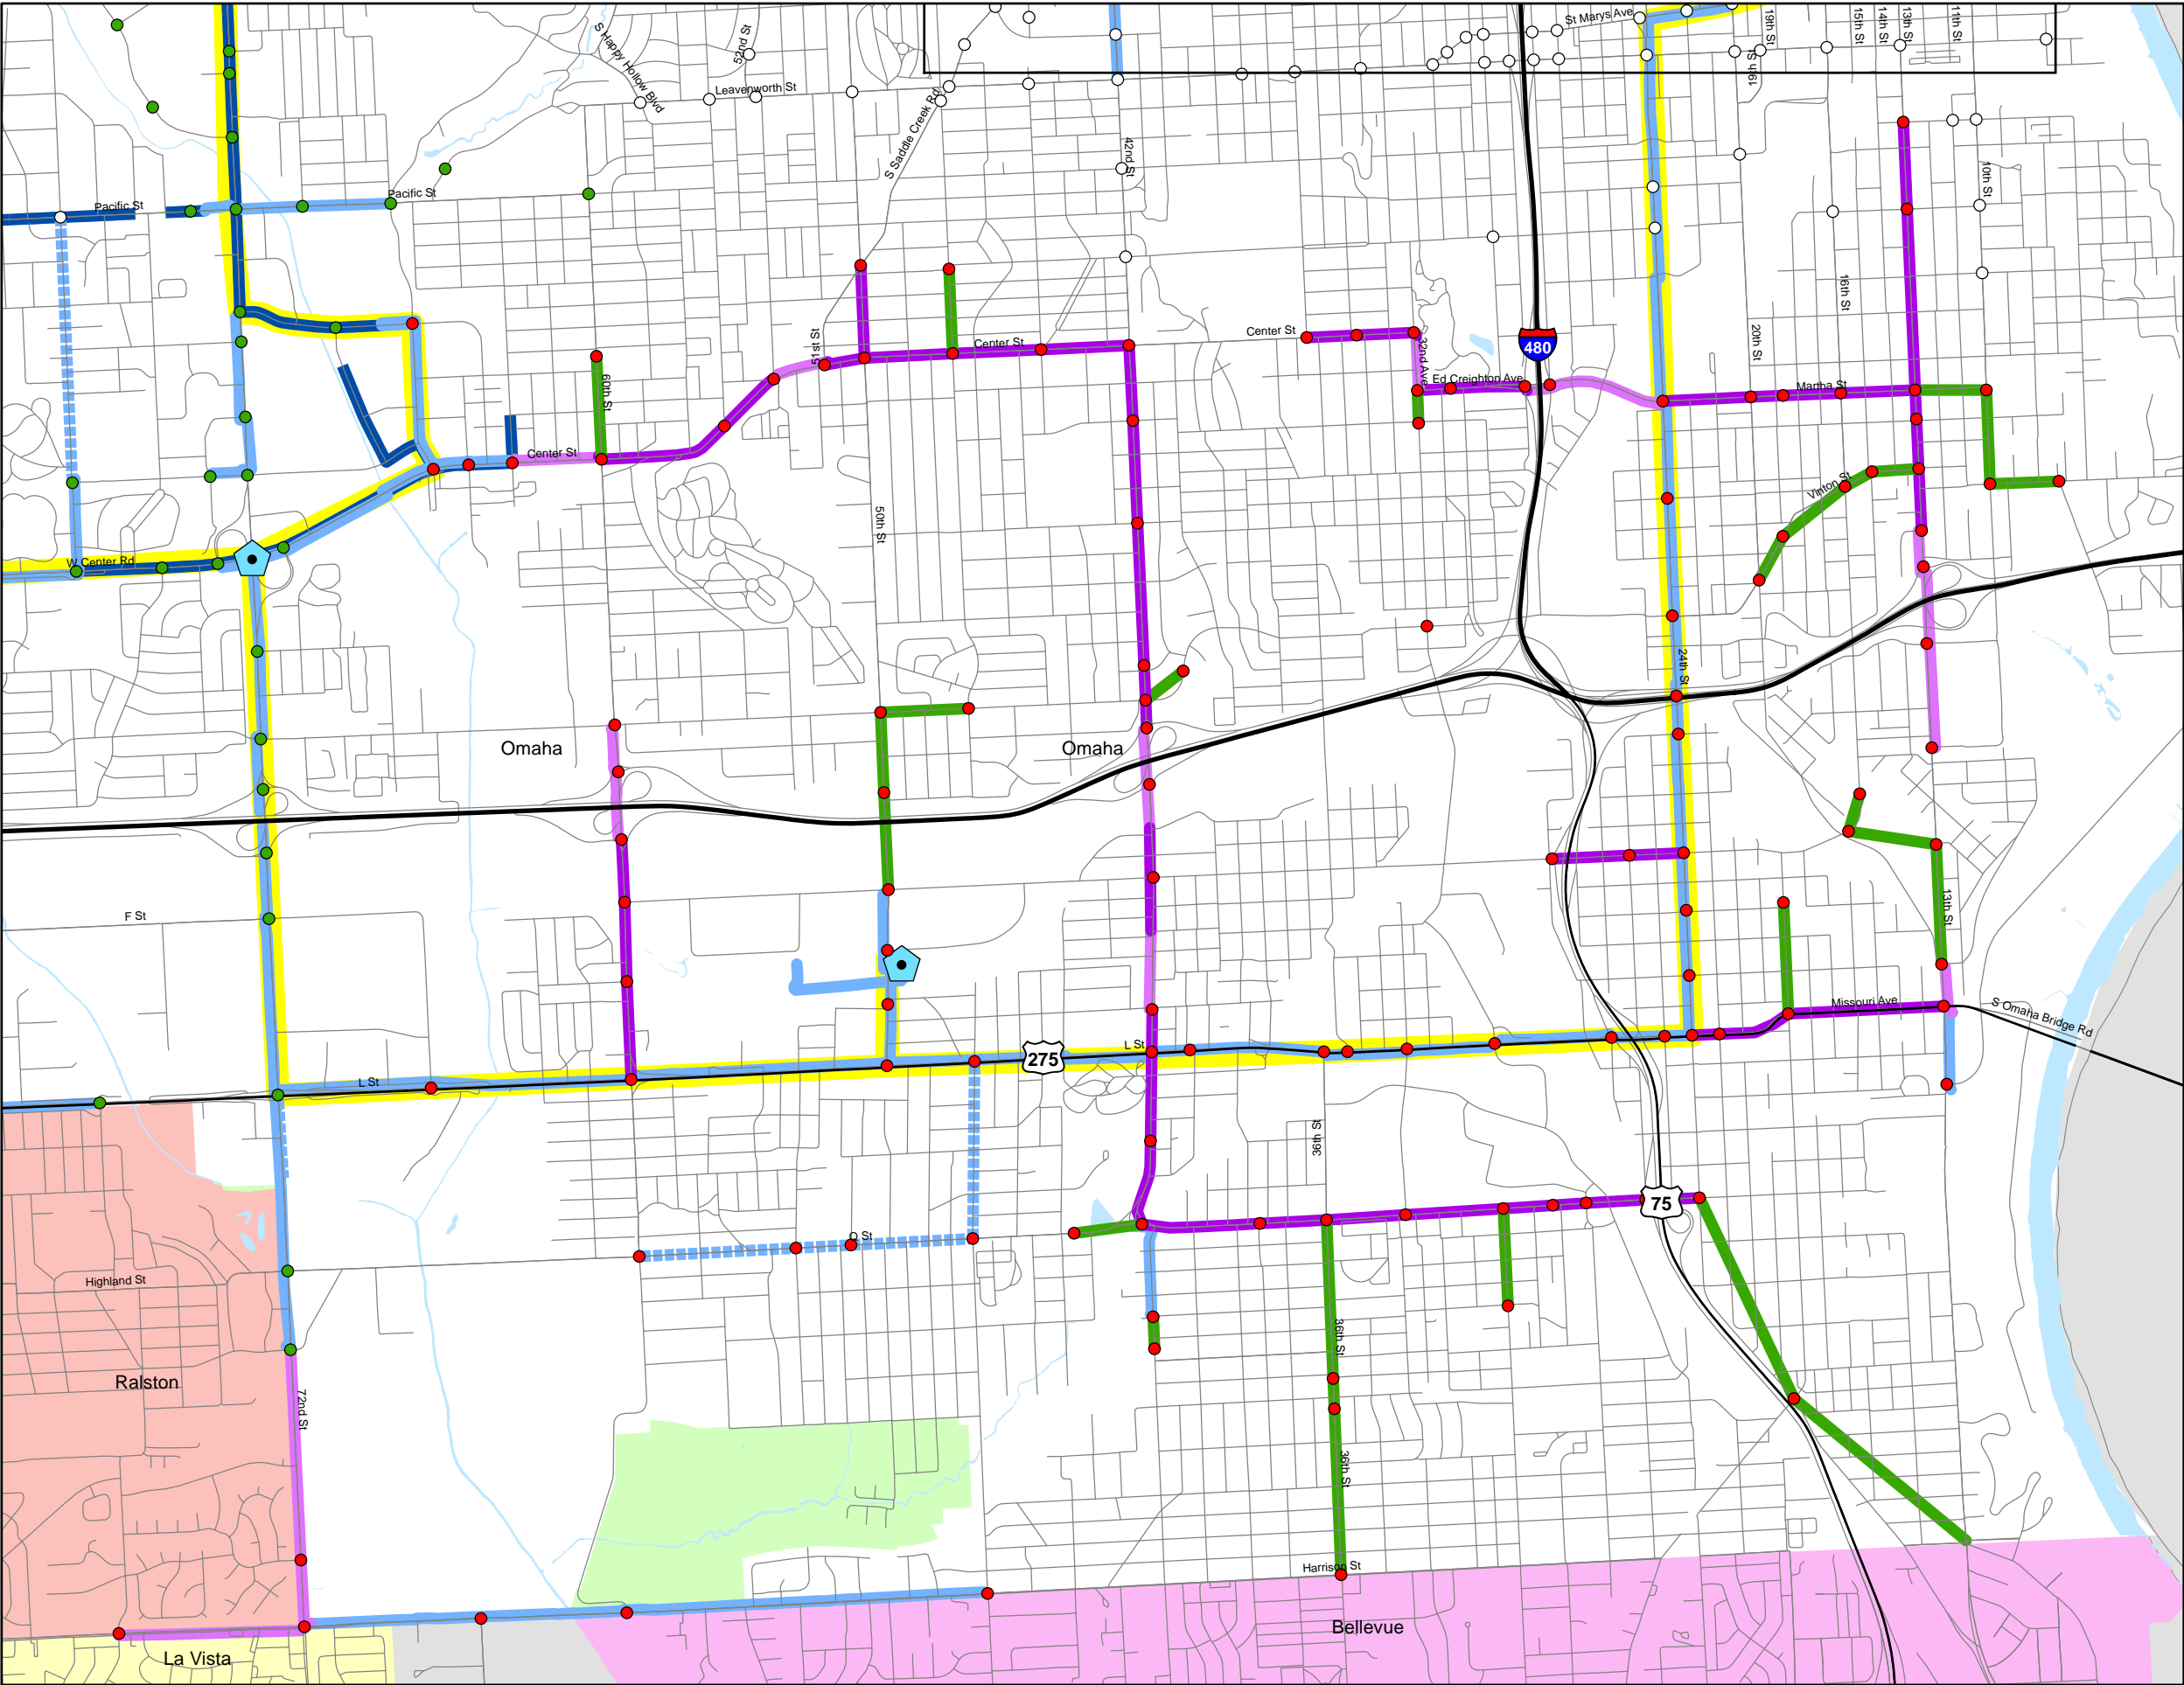 St Marys Ave
19th St
15th St
14th St
13th St
11th St
S Happy Hollow Blvd
52nd St
19th St
Leavenworth St
S Saddle Creek Rd
42nd St
10th St
Pacific St
Pacific St
16th St
51st St
Center St
Center St
32nd Ave
480
20th St
60th St
Ed Creighton Ave
Martha St
Center St
Vinton St
50th St
W Center Rd
24th St
Omaha
Omaha
F St
13th St
Missouri Ave
S Omaha Bridge Rd
L St
275
L St
36th St
75
Q St
Highland St
36th St
Ralston
72nd St
36th St
Harrison St
Bellevue
La Vista